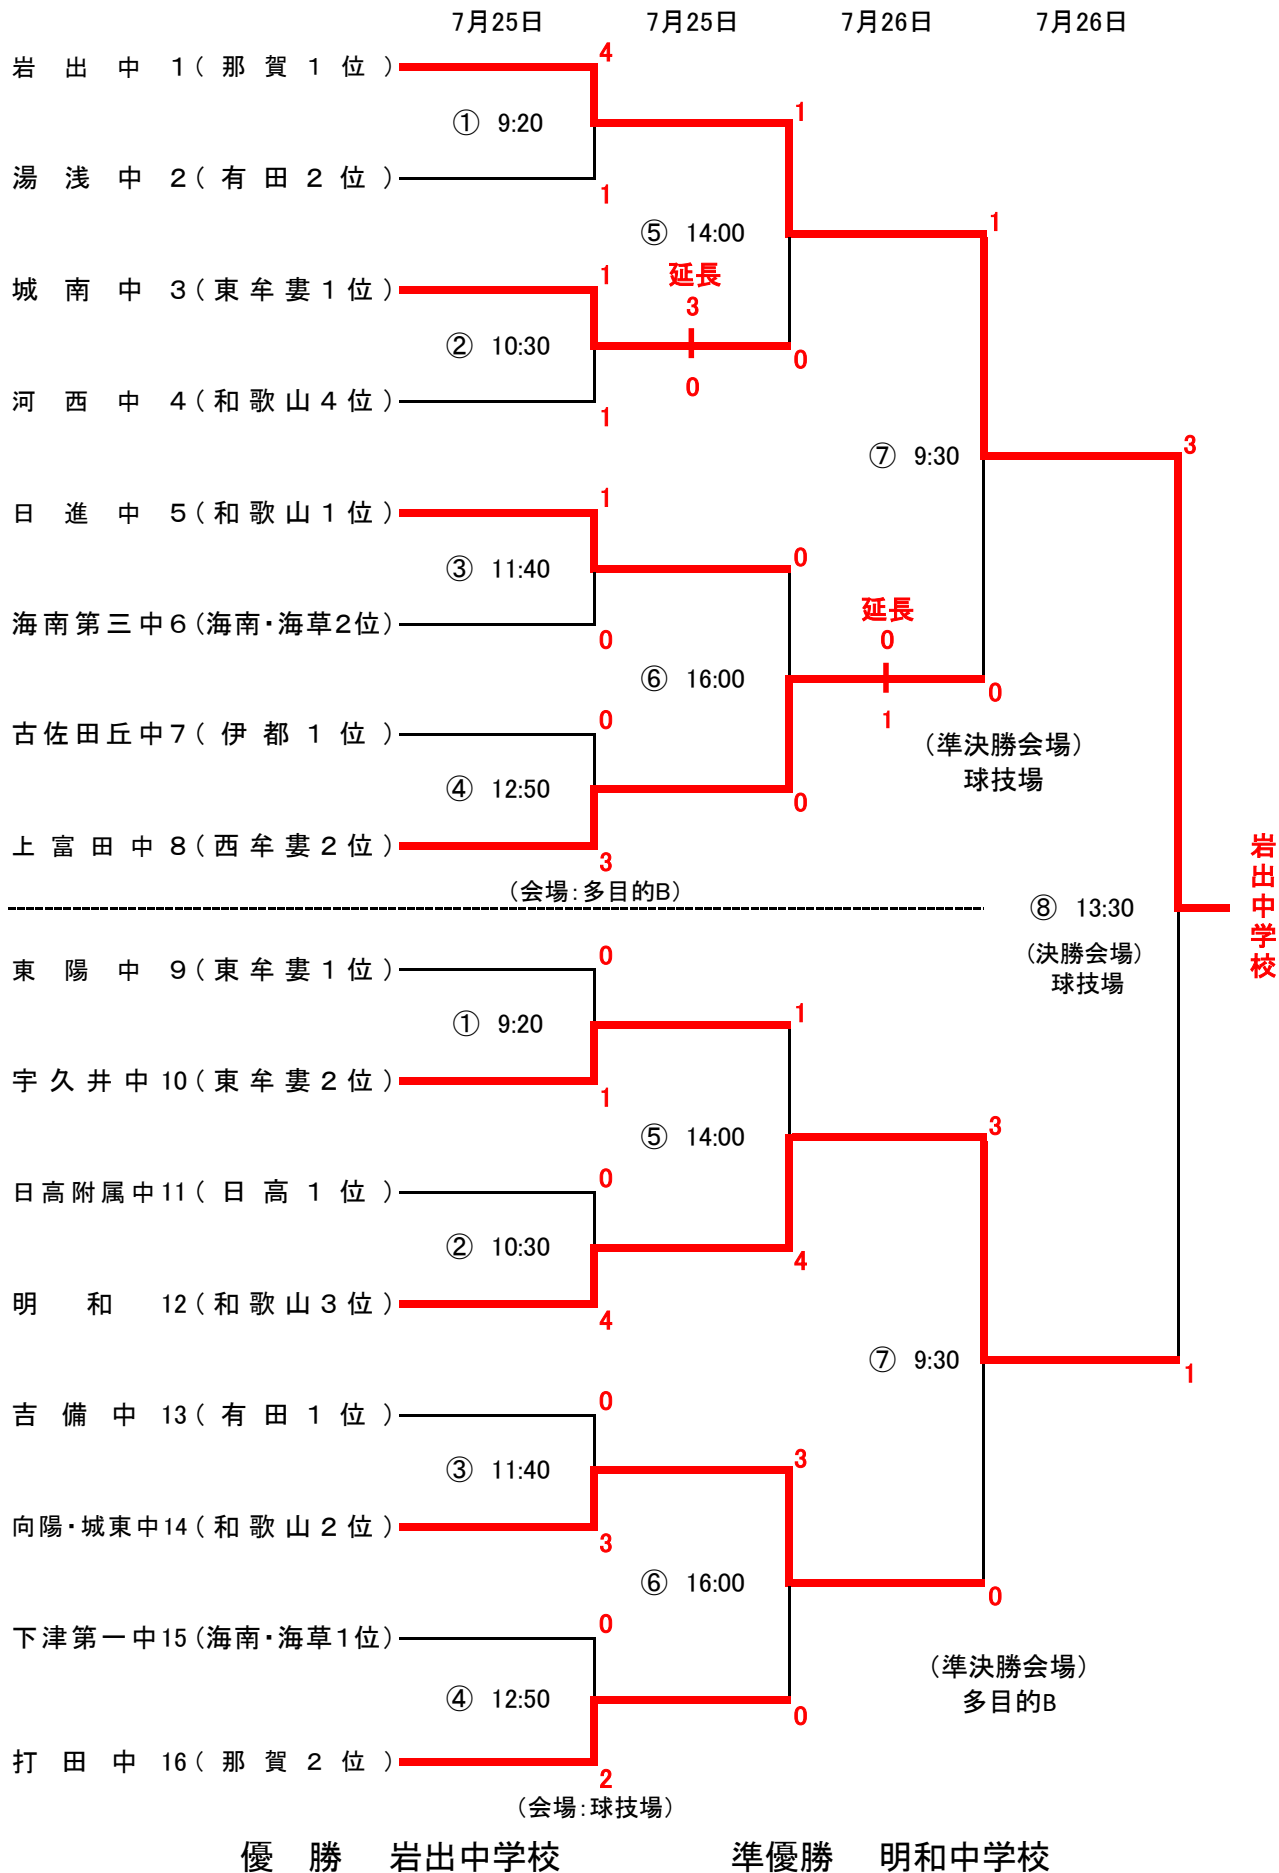 7月25日 7月25日 7月26日 7月26日
岩出中 1(那賀1位) 4
① 9:20 1
湯浅中 2(有田2位) 1
⑤ 14:00 1
城南中 3(東牟婁1位) 1 延長
3
② 10:30 0
0
河西中 4(和歌山4位) 1
⑦ 9:30 3
日進中 5(和歌山1位) 1
③ 11:40 0
海南第三中 6(海南・海草2位) 0 延長
0
⑥ 16:00 0
古佐田丘中 7(伊都1位) 0 1
(準決勝会場)
球技場
④ 12:50 0
上富田中 8(西牟婁2位) 3
(会場:多目的B)
岩出中学校
⑧ 13:30
(決勝会場)
球技場
東陽中 9(東牟婁1位) 0
① 9:20 1
宇久井中 10(東牟婁2位) 1
⑤ 14:00 3
日高附属中 11(日高1位) 0
② 10:30 4
明和 12(和歌山3位) 4
⑦ 9:30 1
吉備中 13(有田1位) 0
③ 11:40 3
向陽・城東中 14(和歌山2位) 3
⑥ 16:00 0
下津第一中 15(海南・海草1位) 0
(準決勝会場)
多目的B
④ 12:50 0
打田中 16(那賀2位) 2
(会場:球技場)
優勝 岩出中学校 準優勝 明和中学校